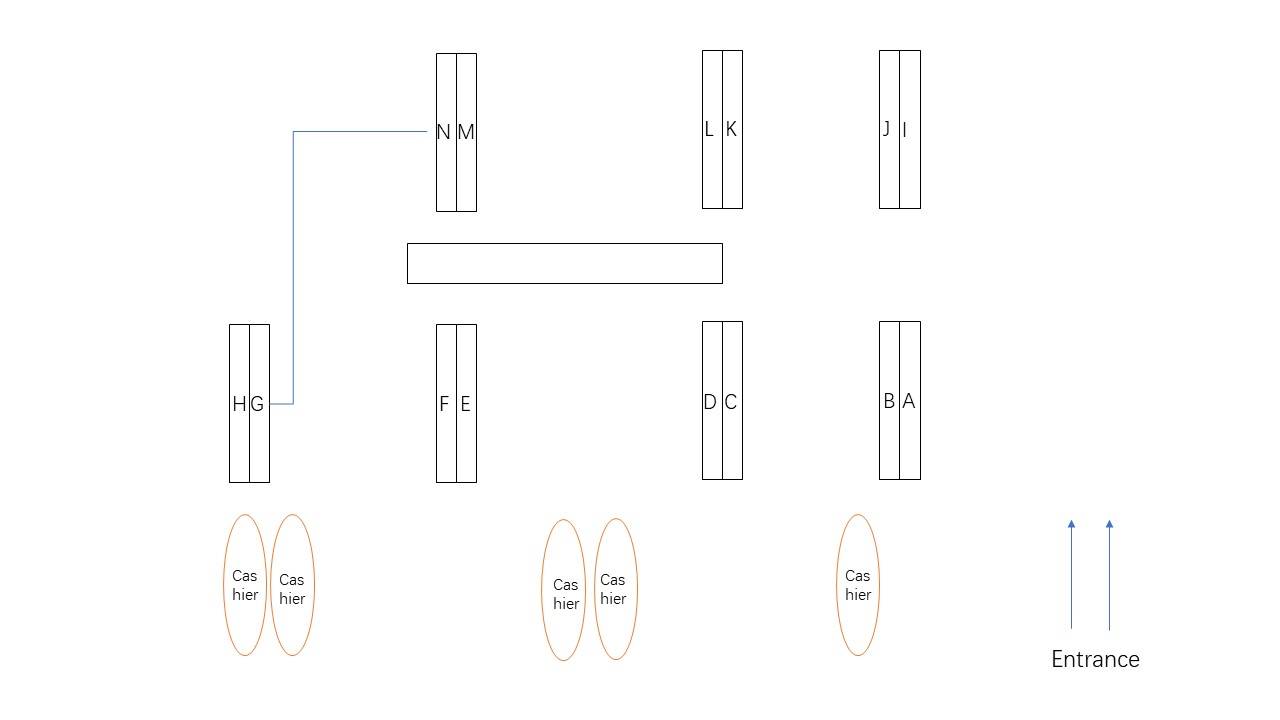 N M
L K
J I
H G
F E
D C
B A
Cas
hier
Cas
hier
Cas
hier
Cas
hier
Cas
hier
Entrance